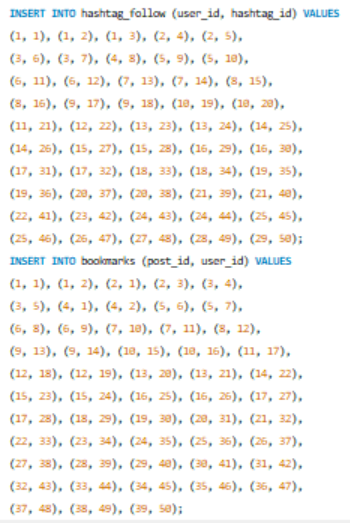 INSERT INTO hashtag_follow (user_id, hashtag_id) VALUES
(1, 1), (1, 2), (1, 3), (2, 4), (2, 5),
(3, 6), (3, 7), (4, 8), (5, 9), (5, 10),
(6, 11), (6, 12), (7, 13), (7, 14), (8, 15),
(8, 16), (9, 17), (9, 18), (10, 19), (10, 20),
(11, 21), (12, 22), (13, 23), (13, 24), (14, 25),
(14, 26), (15, 27), (15, 28), (16, 29), (16, 30),
(17, 31), (17, 32), (18, 33), (18, 34), (19, 35),
(19, 36), (20, 37), (20, 38), (21, 39), (21, 40),
(22, 41), (23, 42), (24, 43), (24, 44), (25, 45),
(25, 46), (26, 47), (27, 48), (28, 49), (29, 50);
INSERT INTO bookmarks (post_id, user_id) VALUES
(1, 1), (1, 2), (2, 1), (2, 3), (3, 4),
(3, 5), (4, 1), (4, 2), (5, 6), (5, 7),
(6, 8), (6, 9), (7, 10), (7, 11), (8, 12),
(9, 13), (9, 14), (10, 15), (10, 16), (11, 17),
(12, 18), (12, 19), (13, 20), (13, 21), (14, 22),
(15, 23), (15, 24), (16, 25), (16, 26), (17, 27),
(17, 28), (18, 29), (19, 30), (20, 31), (21, 32),
(22, 33), (23, 34), (24, 35), (25, 36), (26, 37),
(27, 38), (28, 39), (29, 40), (30, 41), (31, 42),
(32, 43), (33, 44), (34, 45), (35, 46), (36, 47),
(37, 48), (38, 49), (39, 50);